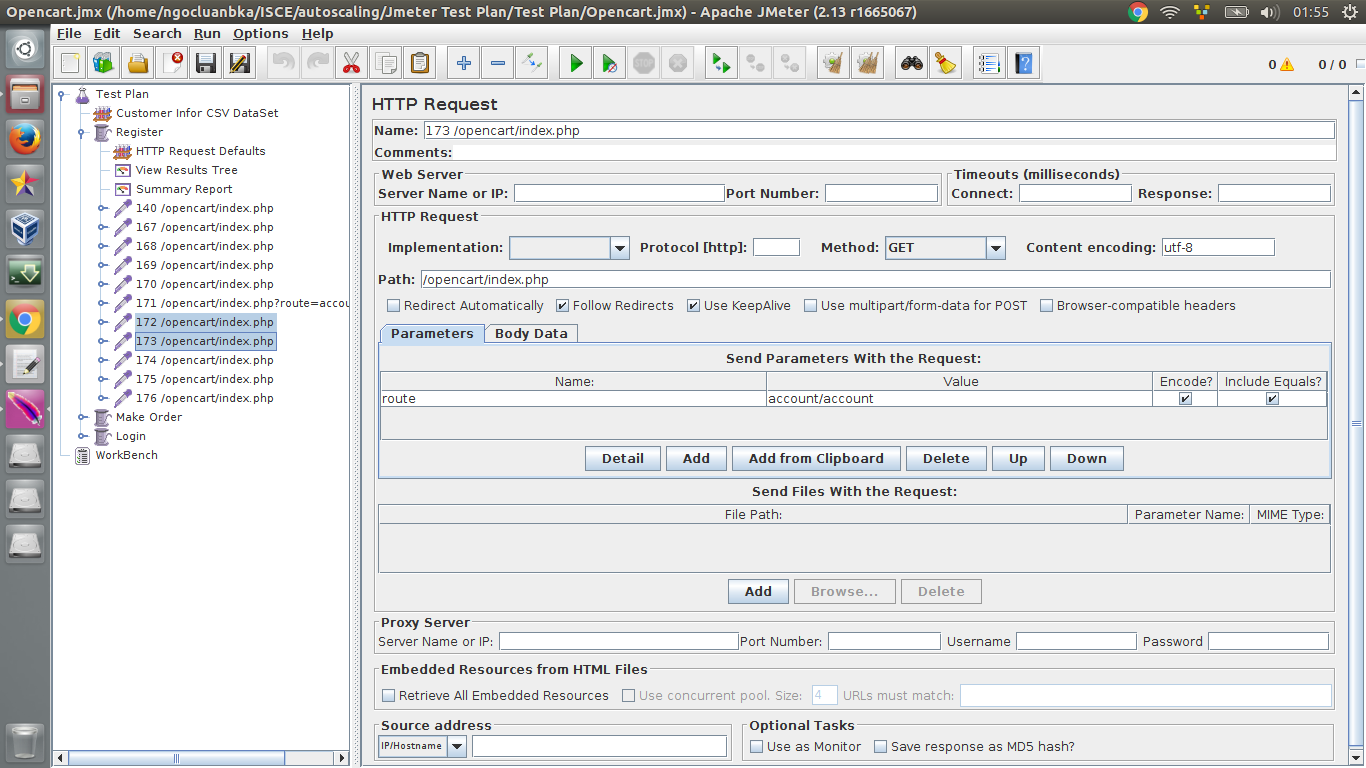 Opencart.jmx (/home/ngocluanbka/ISCE/autoscaling/Jmeter Test Plan/Test Plan/Opencart.jmx) - Apache JMeter (2.13 r1665067) 01:55
File Edit Search Run Options Help
0 0 / 0
Test Plan
Customer Infor CSV DataSet
Register
HTTP Request Defaults
View Results Tree
Summary Report
140 /opencart/index.php
167 /opencart/index.php
168 /opencart/index.php
169 /opencart/index.php
170 /opencart/index.php
171 /opencart/index.php?route=accou
172 /opencart/index.php
173 /opencart/index.php
174 /opencart/index.php
175 /opencart/index.php
176 /opencart/index.php
Make Order
Login
WorkBench
HTTP Request
Name: 173 /opencart/index.php
Comments:
Web Server
Server Name or IP: Port Number:
Timeouts (milliseconds)
Connect: Response:
HTTP Request
Implementation: Protocol [http]: Method: GET Content encoding: utf-8
Path: /opencart/index.php
Redirect Automatically Follow Redirects Use KeepAlive Use multipart/form-data for POST Browser-compatible headers
Parameters Body Data
Send Parameters With the Request:
Name: Value Encode? Include Equals?
route account/account
Detail Add Add from Clipboard Delete Up Down
Send Files With the Request:
File Path: Parameter Name: MIME Type:
Add Browse... Delete
Proxy Server
Server Name or IP: Port Number: Username Password
Embedded Resources from HTML Files
Retrieve All Embedded Resources Use concurrent pool. Size: 4 URLs must match:
Source address
IP/Hostname
Optional Tasks
Use as Monitor Save response as MD5 hash?